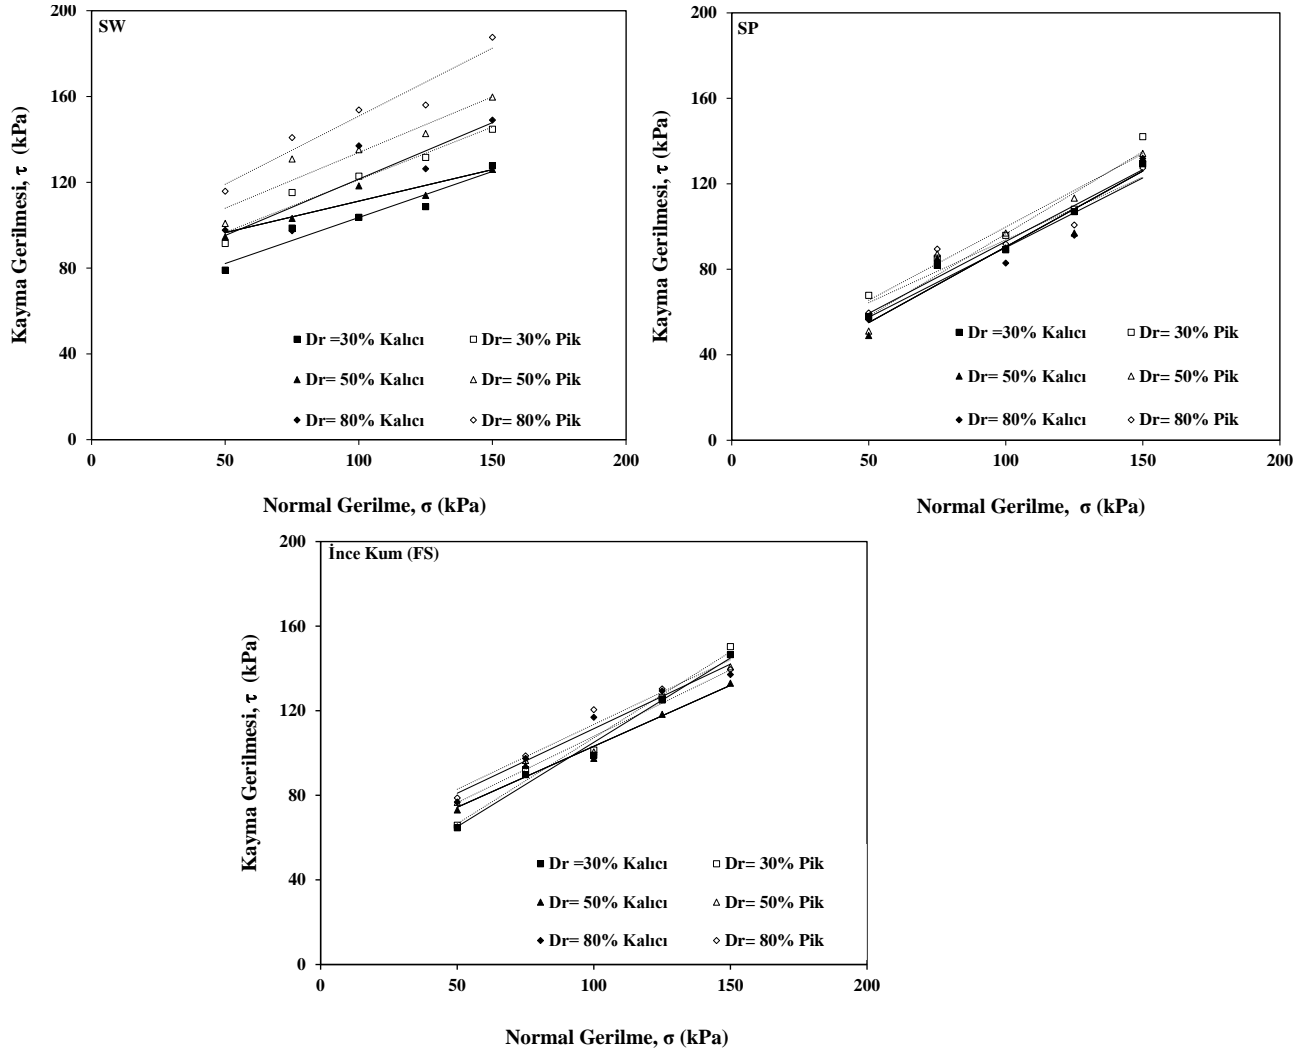 SW
200
160
120
80
40
0
Kayma Gerilmesi, τ (kPa)
Dr =30% Kalıcı
Dr= 30% Pik
Dr= 50% Kalıcı
Dr= 50% Pik
Dr= 80% Kalıcı
Dr= 80% Pik
0 50 100 150 200
Normal Gerilme, σ (kPa)
SP
200
160
120
80
40
0
Kayma Gerilmesi, τ (kPa)
Dr =30% Kalıcı
Dr= 30% Pik
Dr= 50% Kalıcı
Dr= 50% Pik
Dr= 80% Kalıcı
Dr= 80% Pik
0 50 100 150 200
Normal Gerilme, σ (kPa)
İnce Kum (FS)
200
160
120
80
40
0
Kayma Gerilmesi, τ (kPa)
Dr =30% Kalıcı
Dr= 30% Pik
Dr= 50% Kalıcı
Dr= 50% Pik
Dr= 80% Kalıcı
Dr= 80% Pik
0 50 100 150 200
Normal Gerilme, σ (kPa)